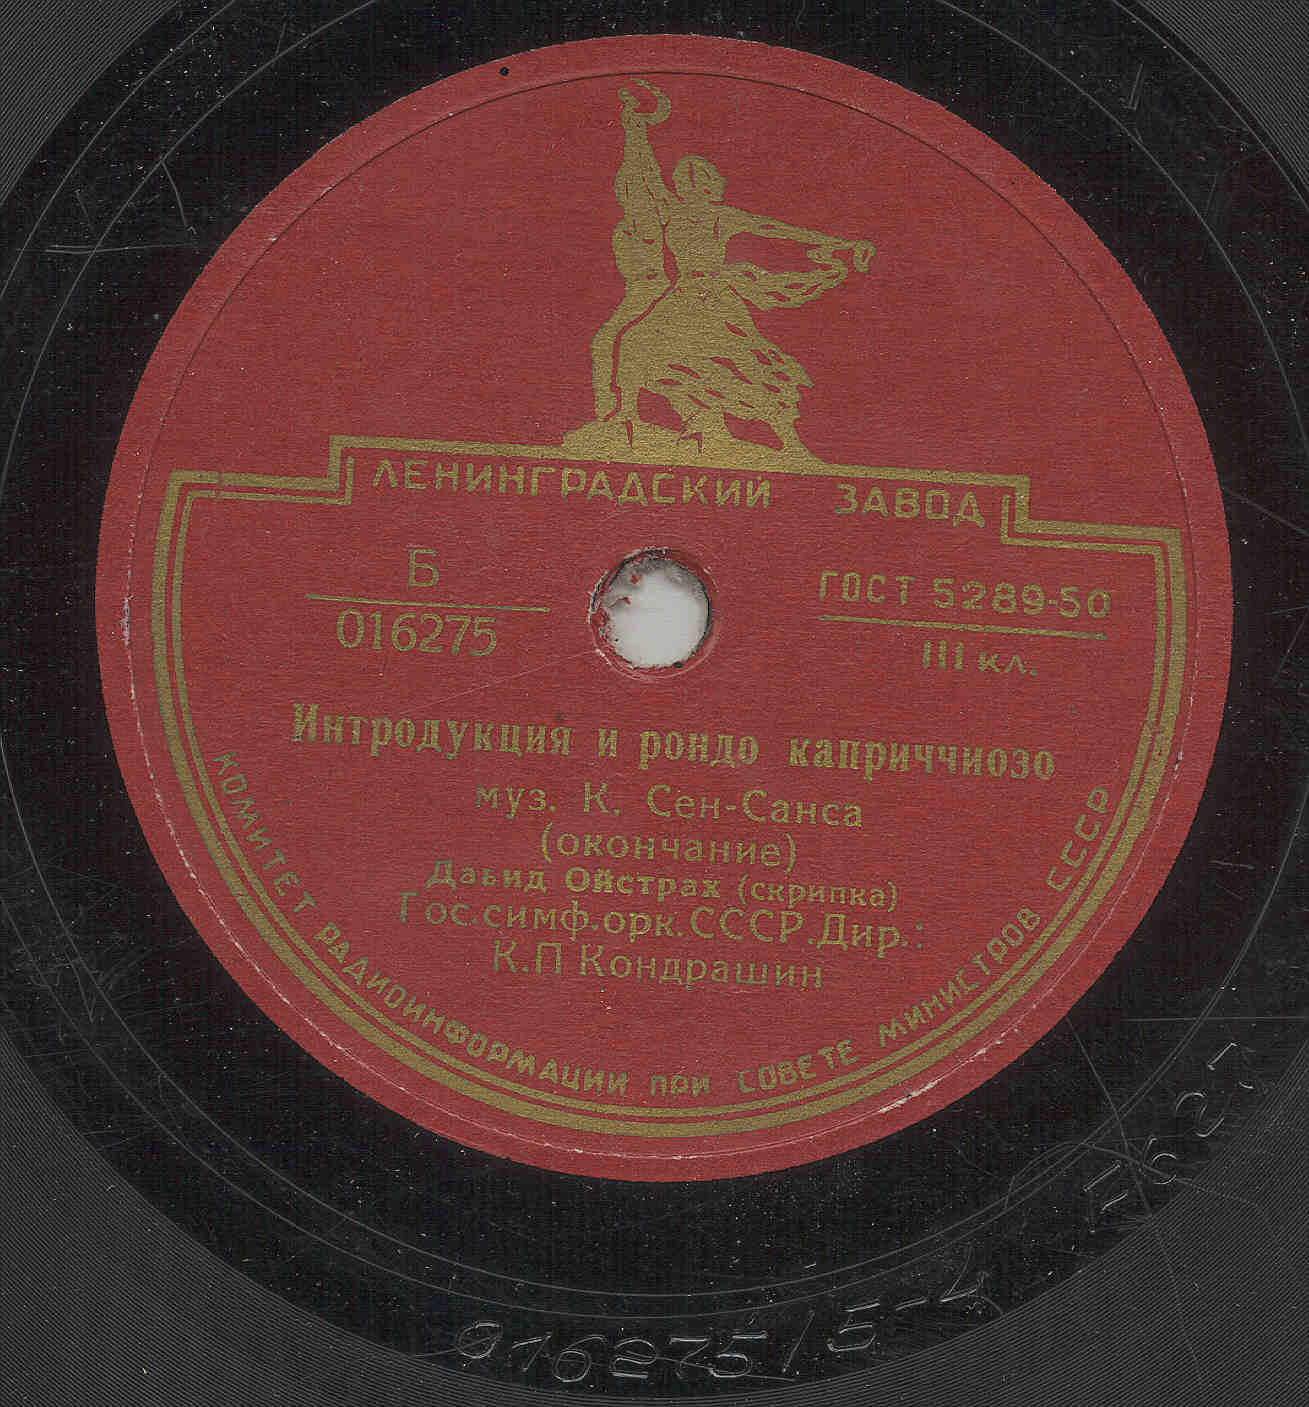 ЛЕНИНГРАДСКИЙ ЗАВОД
Б
016275
ГОСТ 5289-50
III кл.
Интродукция и рондо каприччиозо
муз. К. Сен-Санса
(окончание)
Давид Ойстрах (скрипка)
Гос.симф.орк.СССР.Дир.:
К.П Кондрашин
КОМИТЕТ РАДИОИНФОРМАЦИИ ПРИ СОВЕТЕ МИНИСТРОВ СССР
016275/5-4